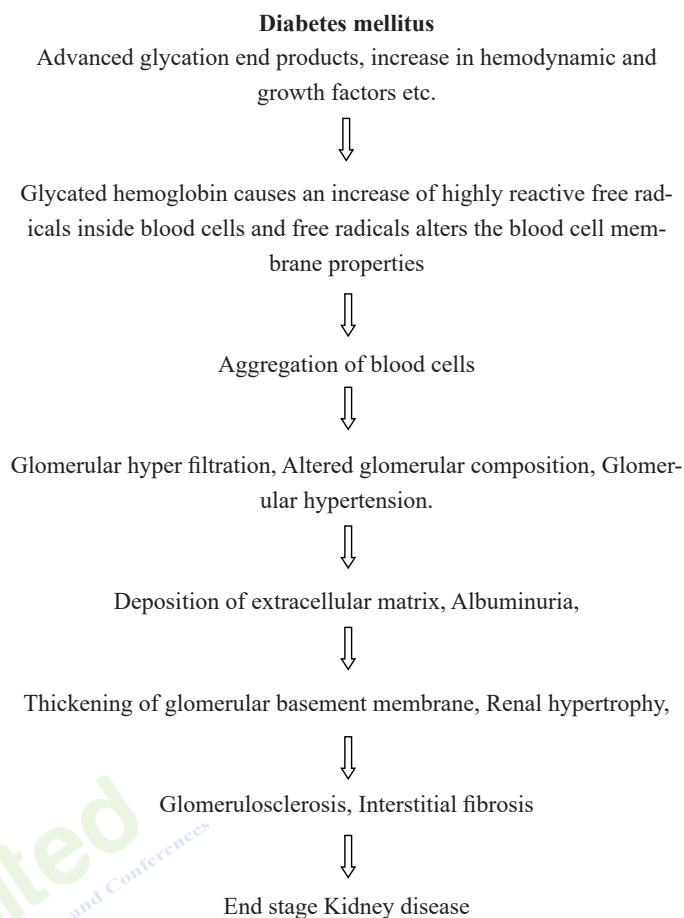 Diabetes mellitus
Advanced glycation end products, increase in hemodynamic and
growth factors etc.
Glycated hemoglobin causes an increase of highly reactive free rad-
icals inside blood cells and free radicals alters the blood cell mem-
brane properties
Aggregation of blood cells
Glomerular hyper filtration, Altered glomerular composition, Glomer-
ular hypertension.
Deposition of extracellular matrix, Albuminuria,
Thickening of glomerular basement membrane, Renal hypertrophy,
Glomerulosclerosis, Interstitial fibrosis
and Conferences
End stage Kidney disease